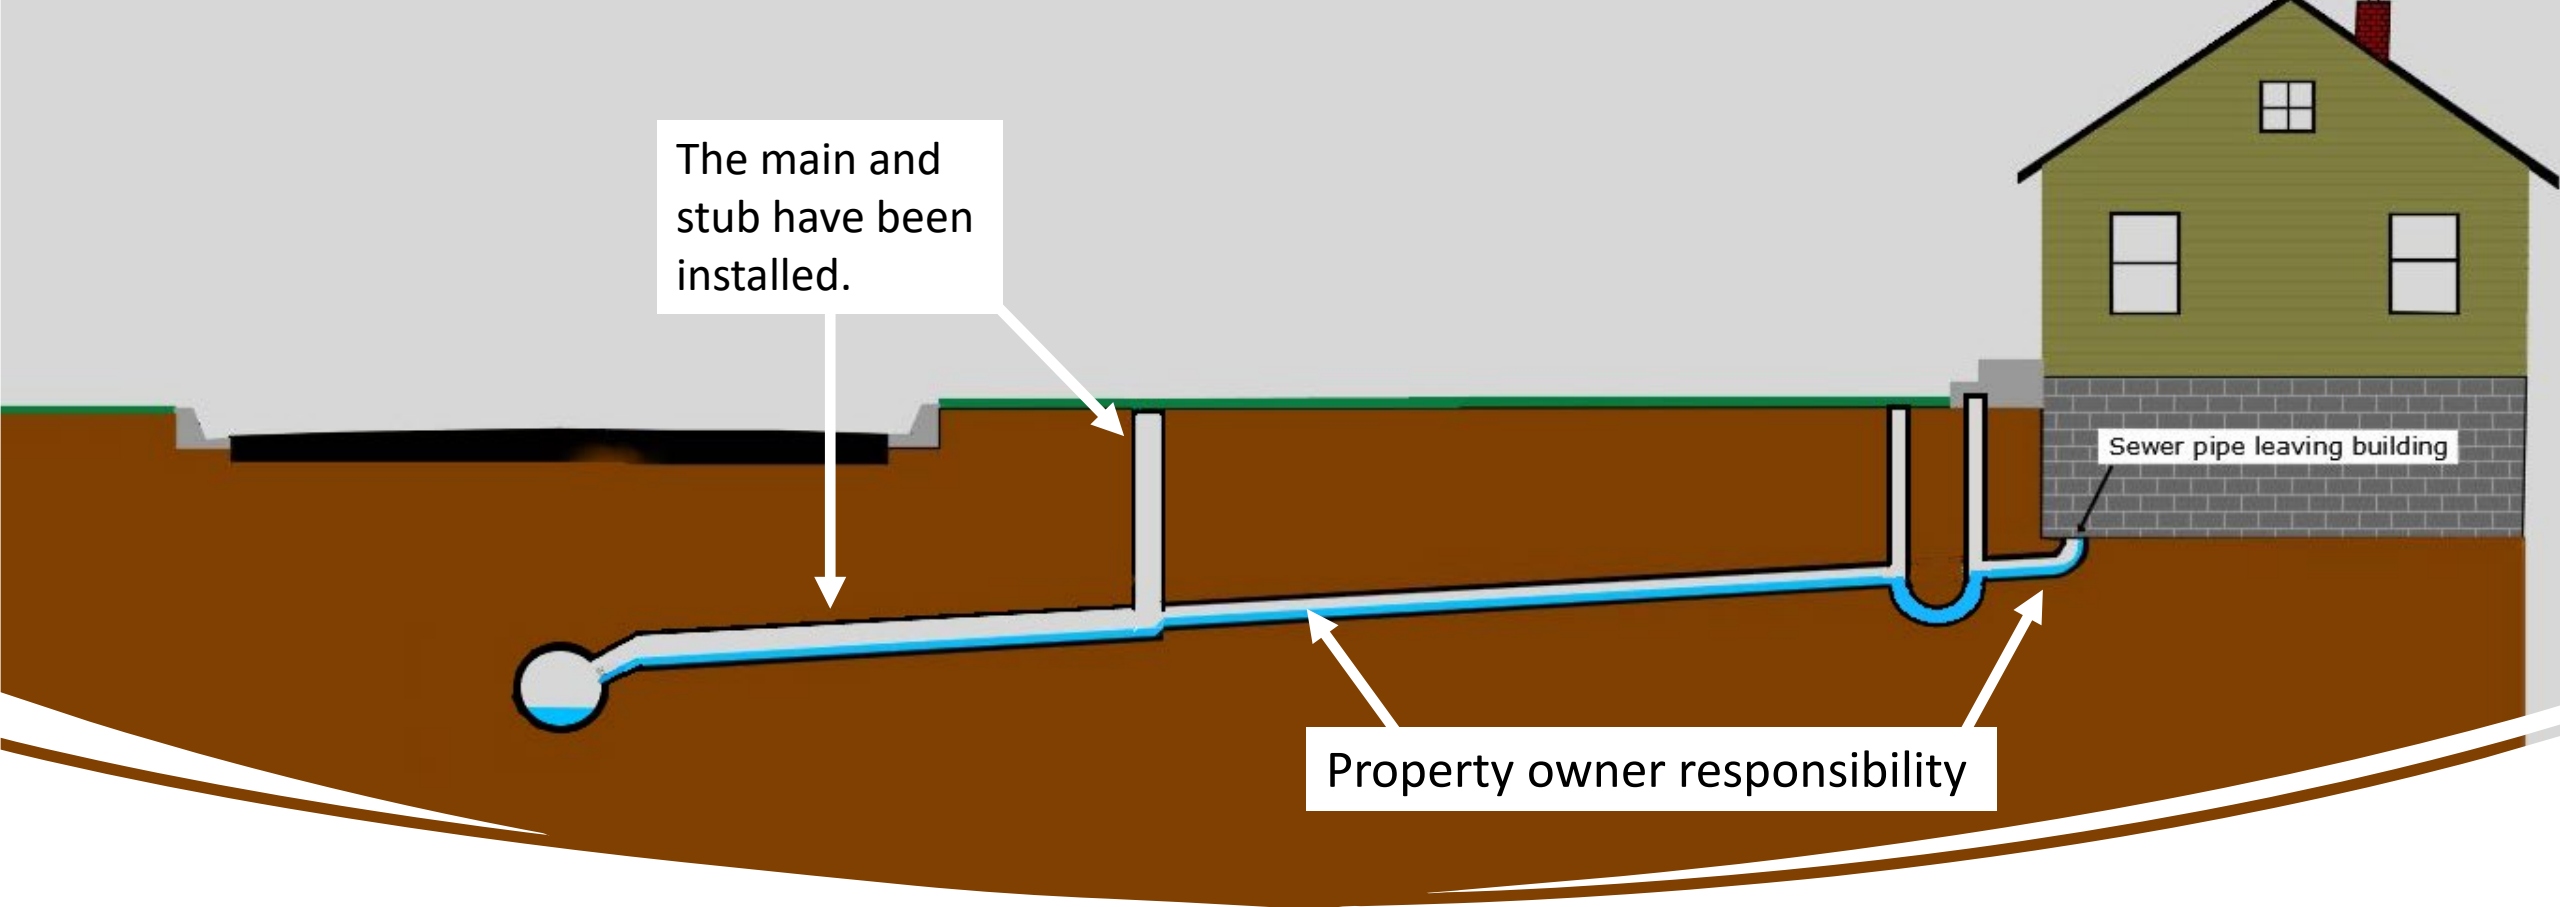 The main and
stub have been
installed.
Sewer pipe leaving building
Property owner responsibility